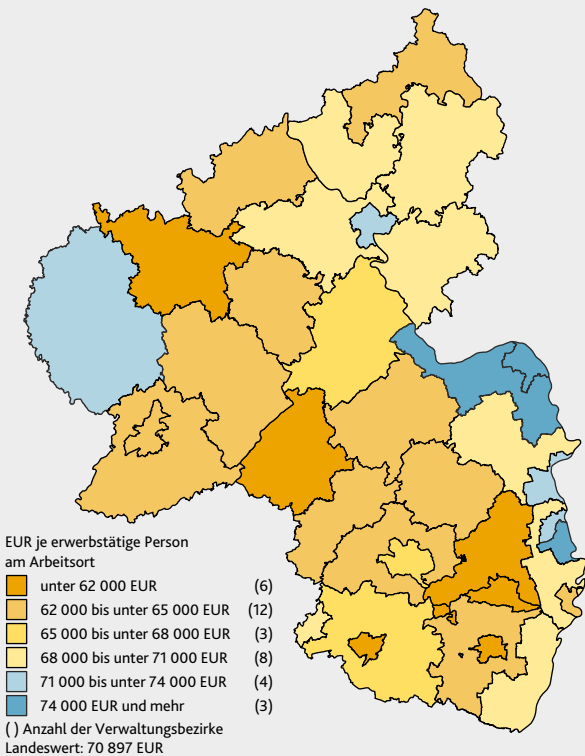 EUR je erwerbstätige Person
am Arbeitsort
unter 62 000 EUR (6)
62 000 bis unter 65 000 EUR (12)
65 000 bis unter 68 000 EUR (3)
68 000 bis unter 71 000 EUR (8)
71 000 bis unter 74 000 EUR (4)
74 000 EUR und mehr (3)
( ) Anzahl der Verwaltungsbezirke
Landeswert: 70 897 EUR